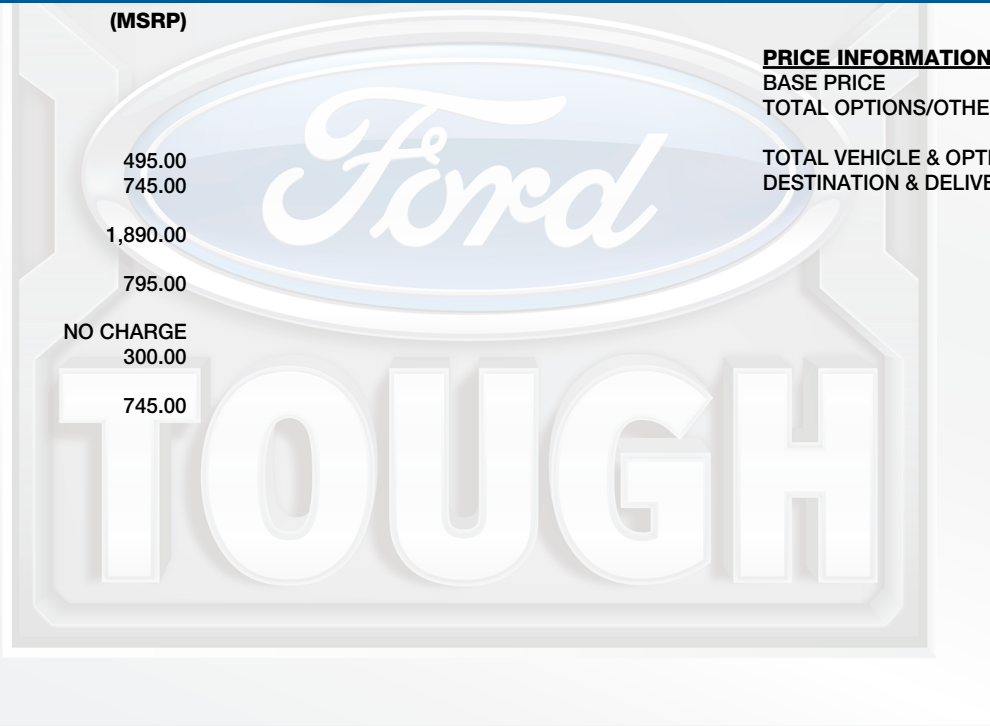 (MSRP)
495.00
745.00
1,890.00
795.00
NO CHARGE
300.00
745.00
PRICE INFORMATION
BASE PRICE
TOTAL OPTIONS/OTHE
TOTAL VEHICLE & OPTI
DESTINATION & DELIVE
Ford
TOUGH